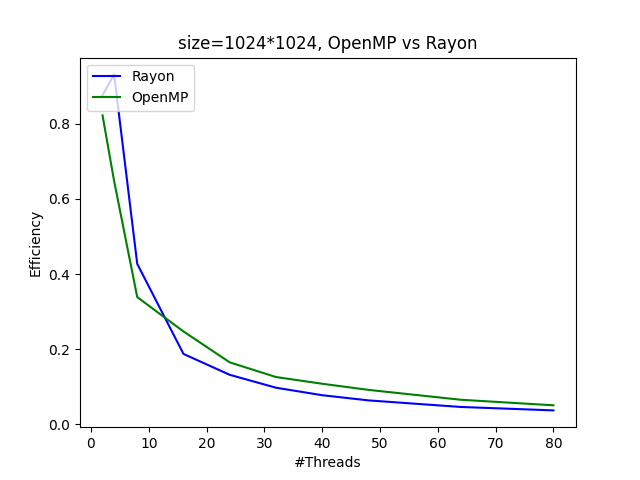 size=1024*1024, OpenMP vs Rayon
Rayon
OpenMP
Efficiency
0.8
0.6
0.4
0.2
0.0
0 10 20 30 40 50 60 70 80
#Threads